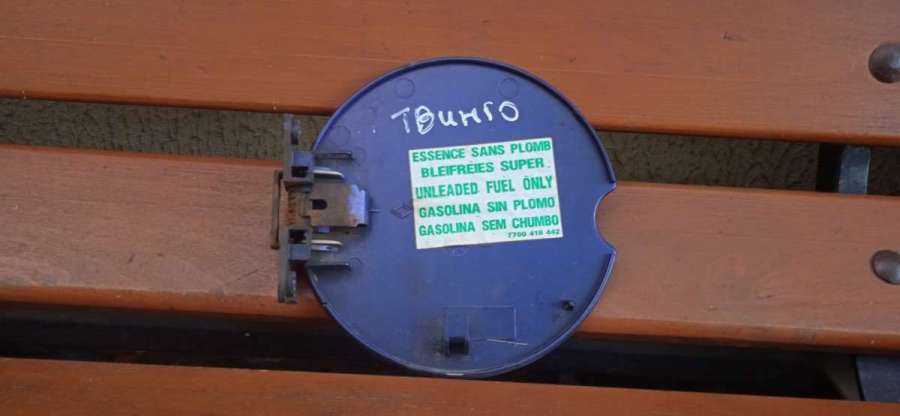 Твинго
ESSENCE SANS PLOMB
BLEIFREIES SUPER
UNLEADED FUEL ONLY
GASOLINA SIN PLOMO
GASOLINA SEM CHUMBO
7700 418 442